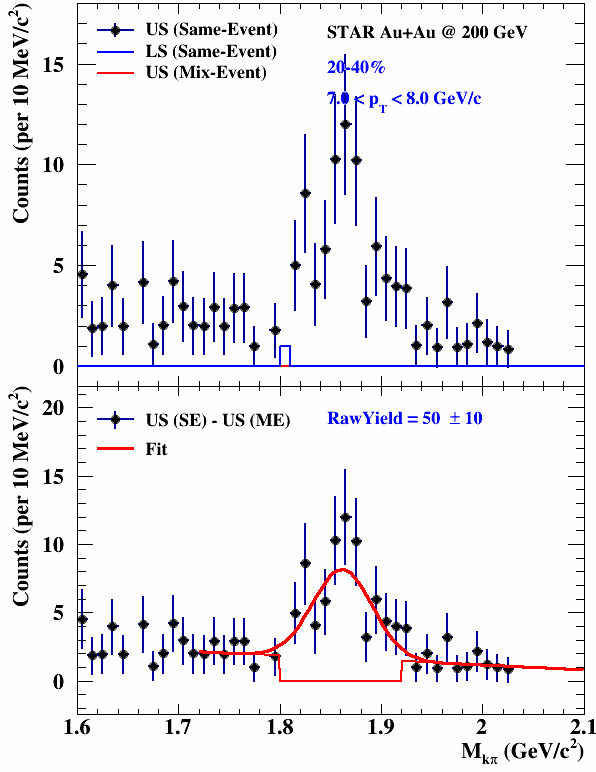 US (Same-Event)
LS (Same-Event)
US (Mix-Event)
STAR Au+Au @ 200 GeV
20-40%
7.0 < pT < 8.0 GeV/c
Counts (per 10 MeV/c²)
15
10
5
0
US (SE) - US (ME)
Fit
RawYield = 50 ± 10
Counts (per 10 MeV/c²)
20
15
10
5
0
1.6 1.7 1.8 1.9 2 2.1
Mkπ (GeV/c²)